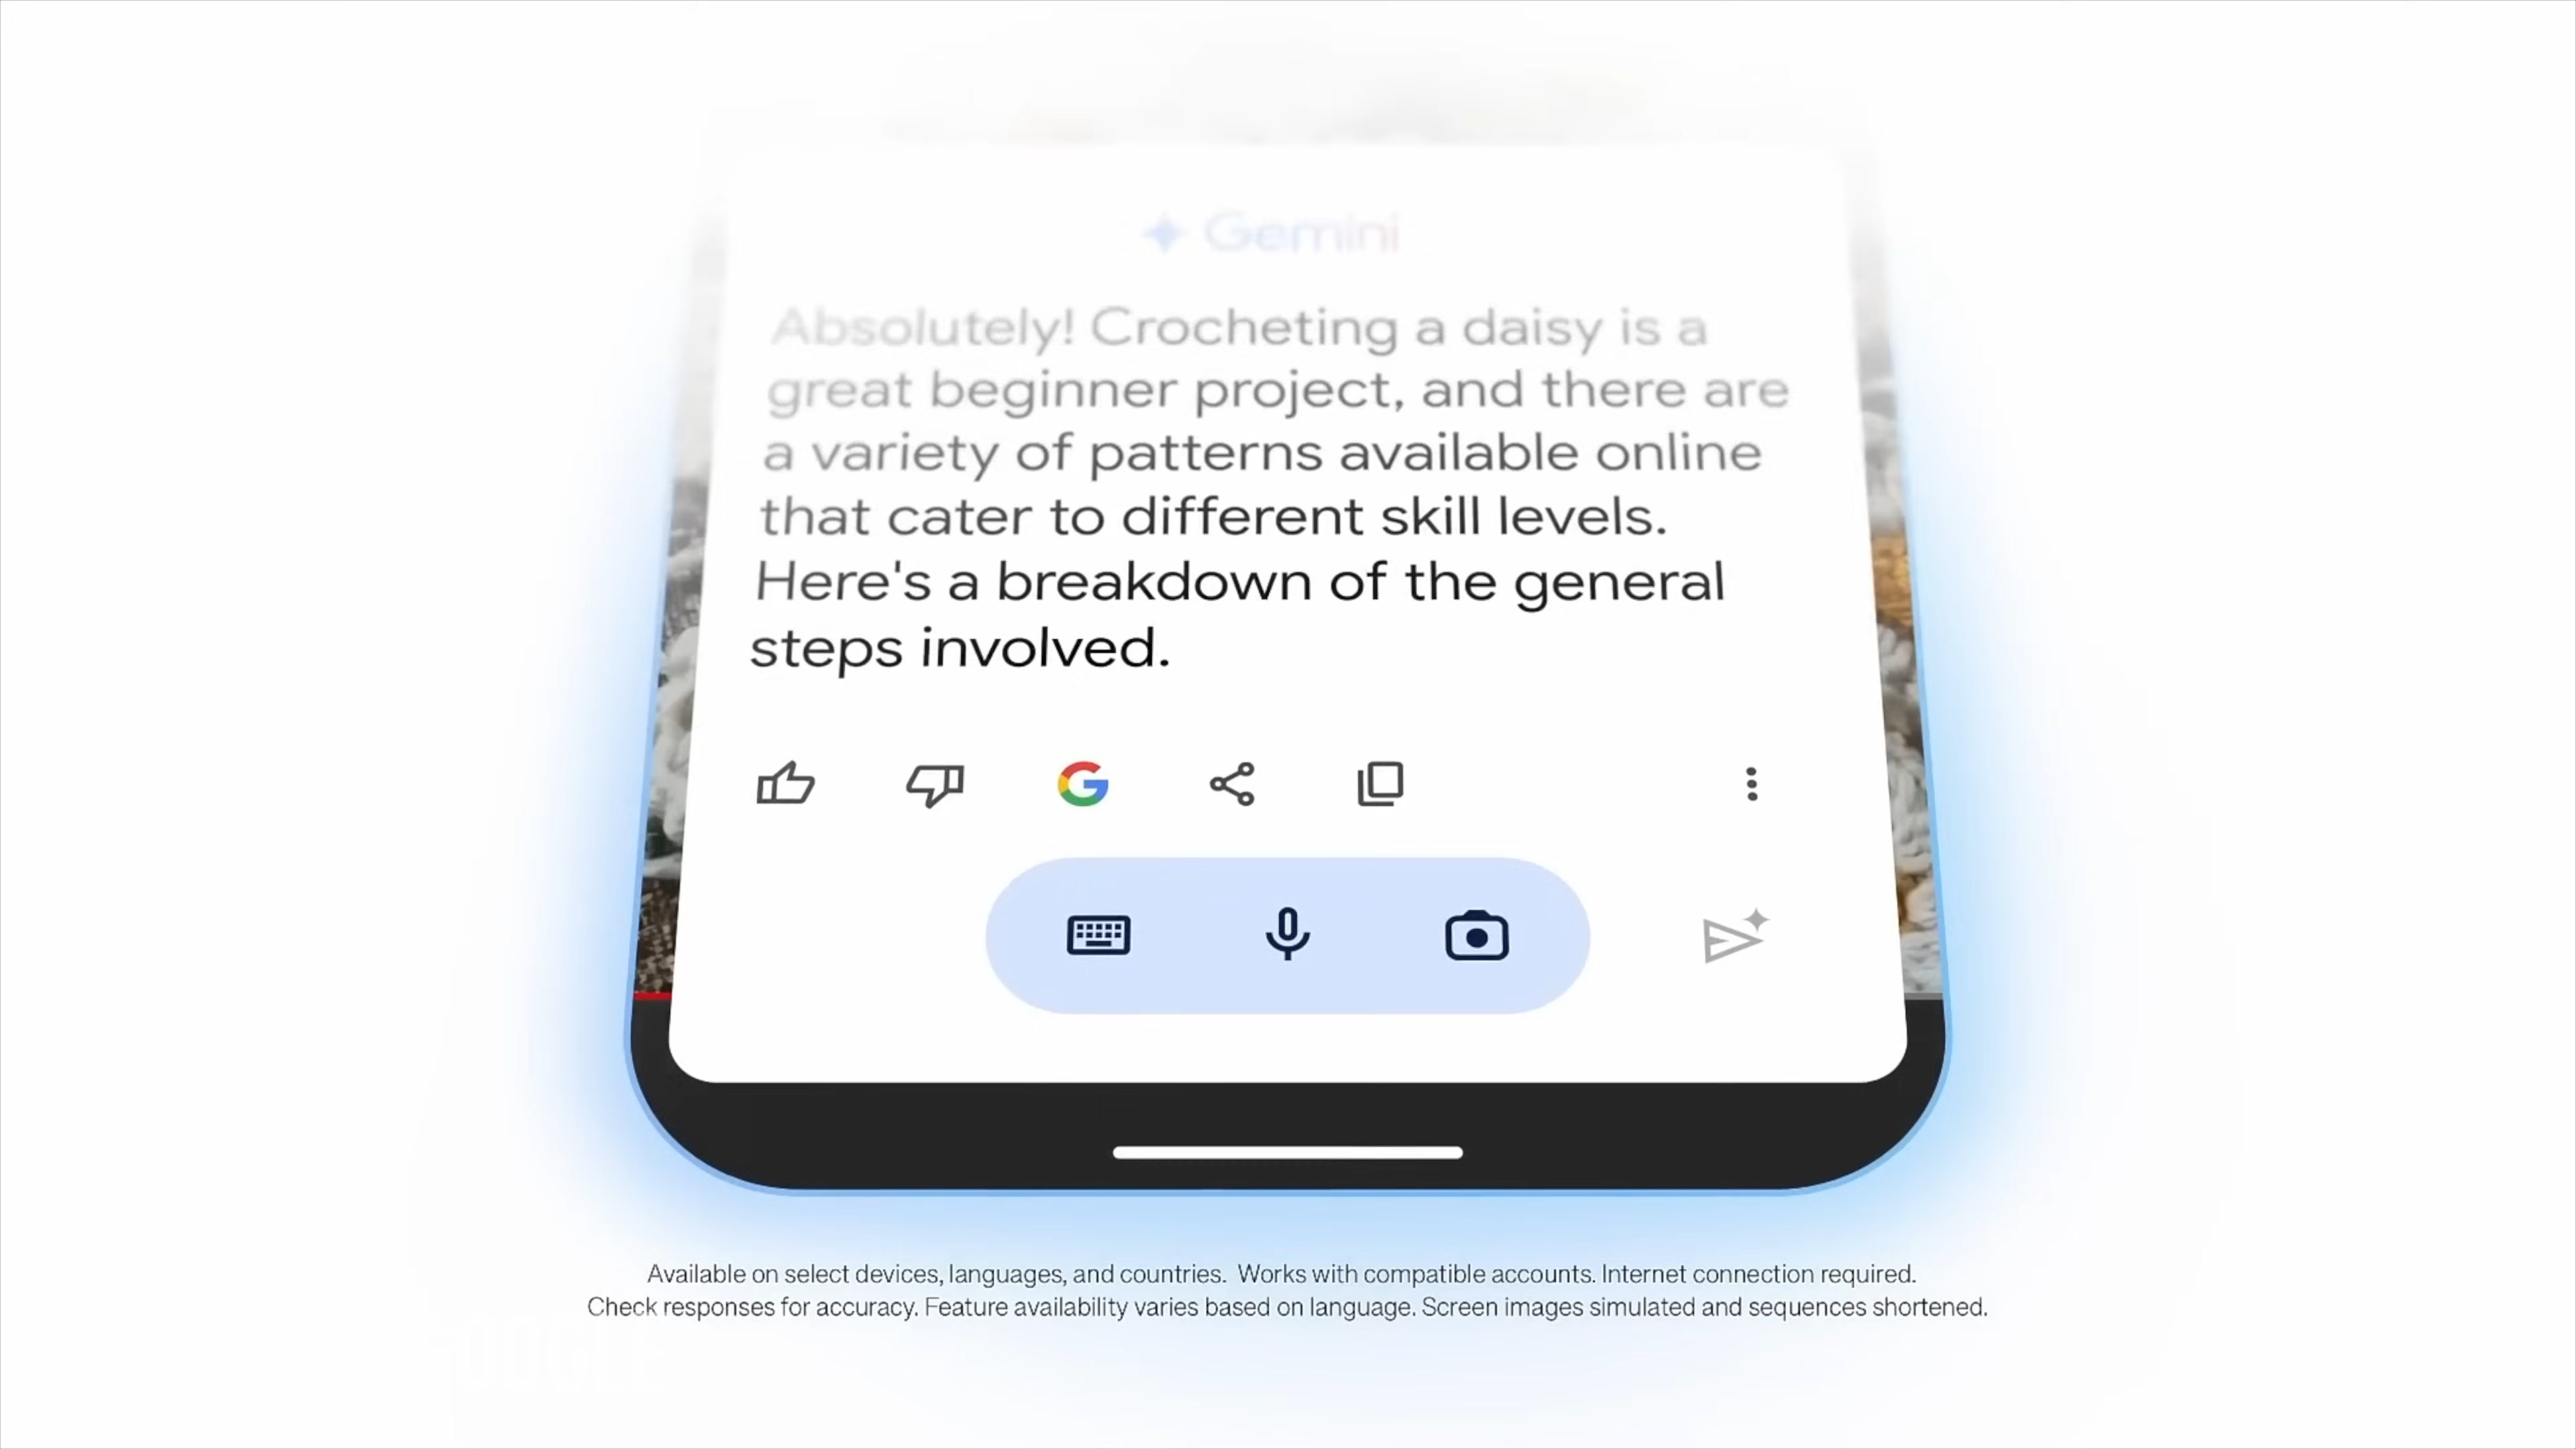 Gemini
Absolutely! Crocheting a daisy is a
great beginner project, and there are
a variety of patterns available online
that cater to different skill levels.
Here's a breakdown of the general
steps involved.
Available on select devices, languages, and countries.  Works with compatible accounts. Internet connection required.
Check responses for accuracy. Feature availability varies based on language. Screen images simulated and sequences shortened.